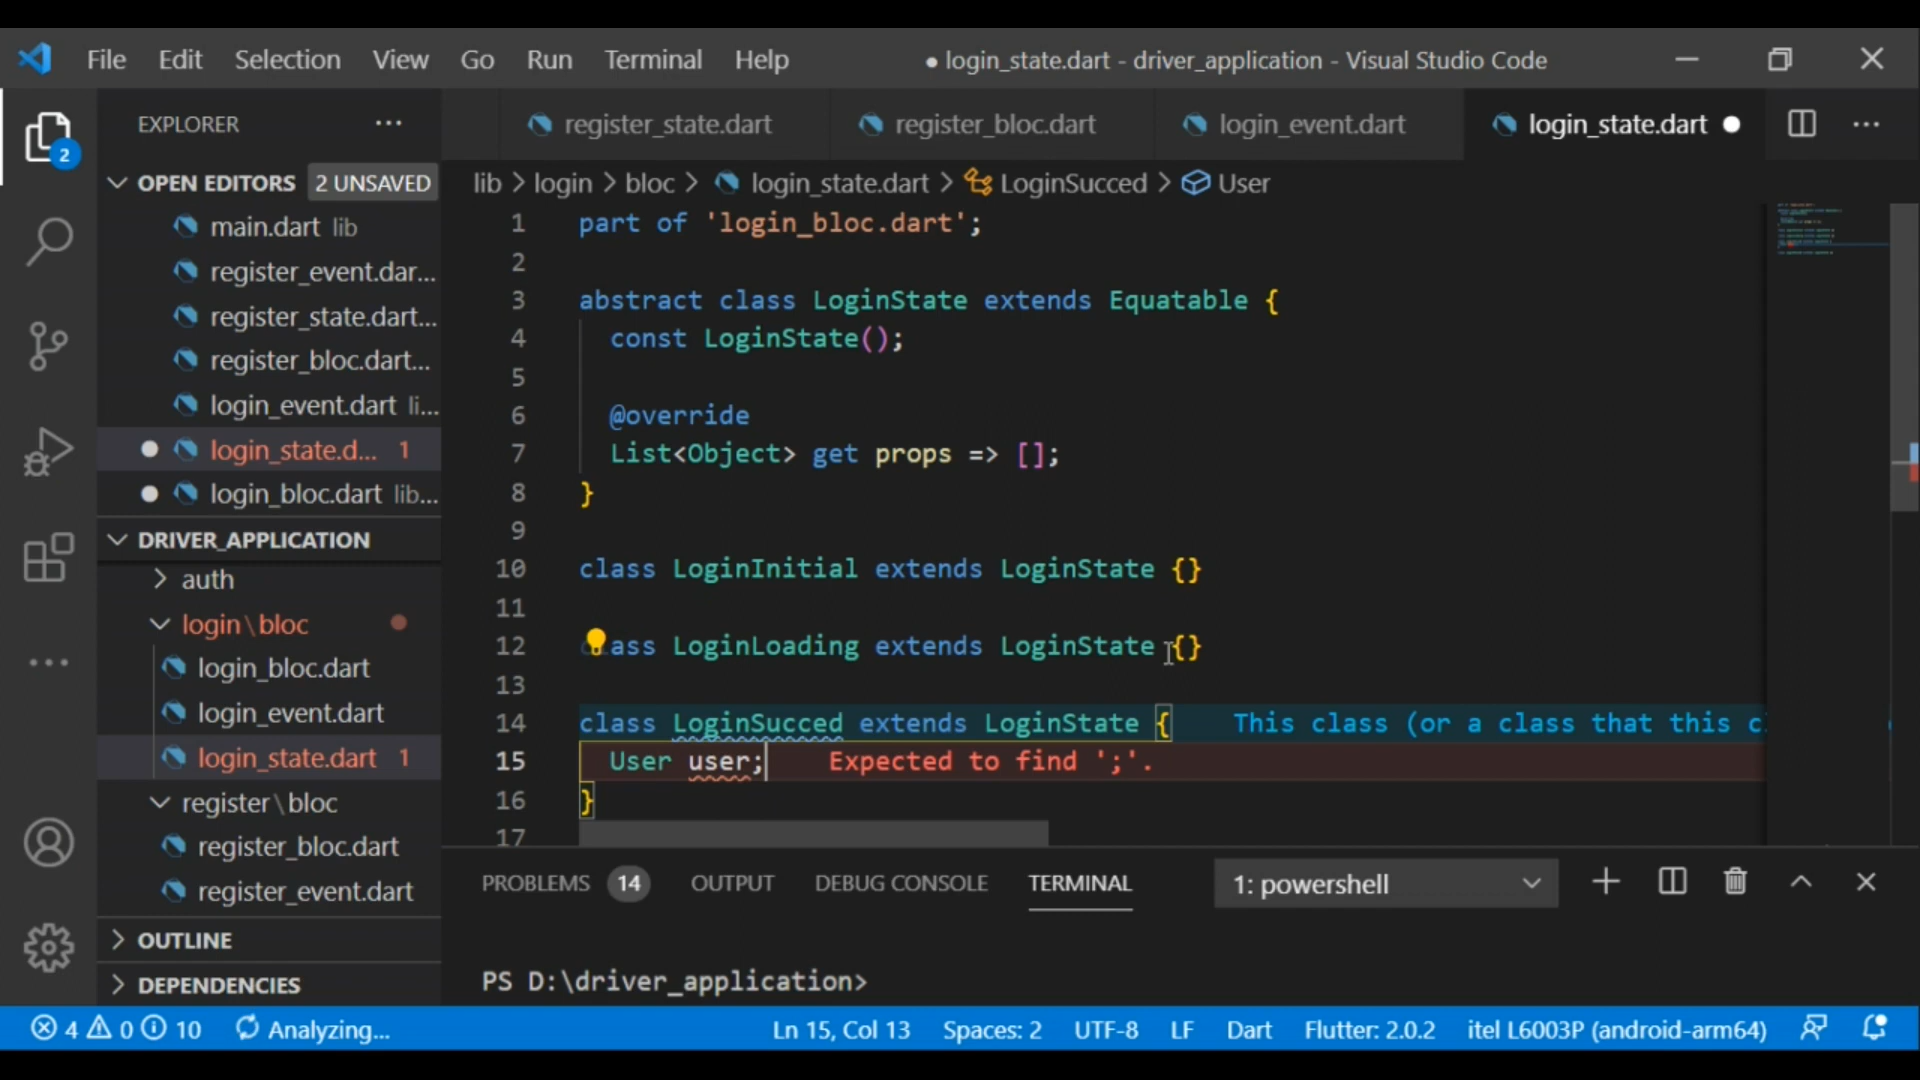 File Edit Selection View Go Run Terminal Help
● login_state.dart - driver_application - Visual Studio Code
EXPLORER
register_state.dart
register_bloc.dart
login_event.dart
login_state.dart
OPEN EDITORS
2 UNSAVED
main.dart lib
register_event.dar...
register_state.dart...
register_bloc.dart...
login_event.dart li...
login_state.d... 1
login_bloc.dart lib...
DRIVER_APPLICATION
auth
login\bloc
login_bloc.dart
login_event.dart
login_state.dart 1
register\bloc
register_bloc.dart
register_event.dart
OUTLINE
DEPENDENCIES
2
lib > login > bloc > login_state.dart > LoginSucced > User
1 part of 'login_bloc.dart';
2
3 abstract class LoginState extends Equatable {
4 const LoginState();
5
6 @override
7 List<Object> get props => [];
8 }
9
10 class LoginInitial extends LoginState {}
11
12 class LoginLoading extends LoginState {}
13
14 class LoginSucced extends LoginState { This class (or a class that this c
15 User user; Expected to find ';'.
16 }
17
PROBLEMS 14 OUTPUT DEBUG CONSOLE TERMINAL
1: powershell
PS D:\driver_application>
4 0 10 Analyzing...
Ln 15, Col 13 Spaces: 2 UTF-8 LF Dart Flutter: 2.0.2 itel L6003P (android-arm64)